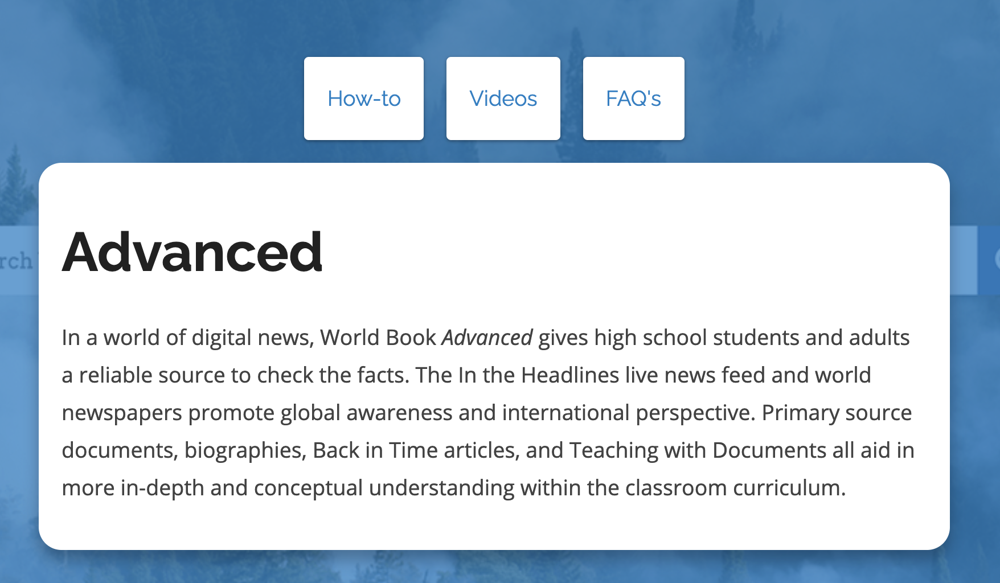 How-to
Videos
FAQ's
Advanced
In a world of digital news, World Book Advanced gives high school students and adults
a reliable source to check the facts. The In the Headlines live news feed and world
newspapers promote global awareness and international perspective. Primary source
documents, biographies, Back in Time articles, and Teaching with Documents all aid in
more in-depth and conceptual understanding within the classroom curriculum.